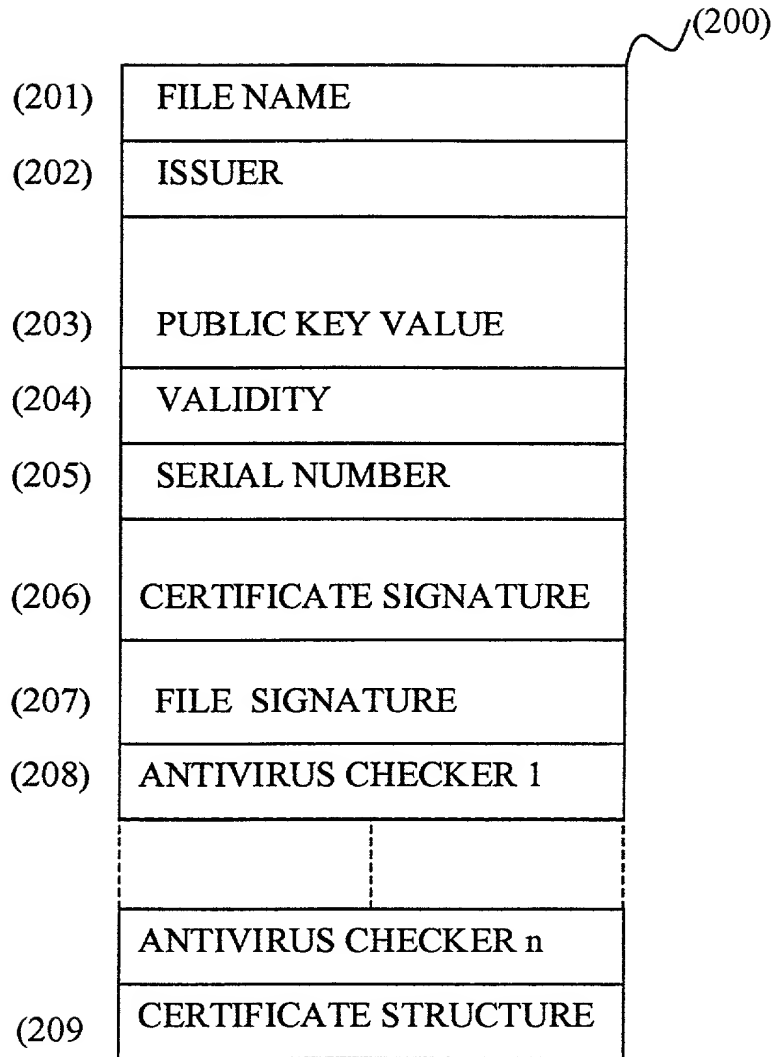 (200)
(201) FILE NAME
(202) ISSUER
(203) PUBLIC KEY VALUE
(204) VALIDITY
(205) SERIAL NUMBER
(206) CERTIFICATE SIGNATURE
(207) FILE SIGNATURE
(208) ANTIVIRUS CHECKER 1
ANTIVIRUS CHECKER n
(209 CERTIFICATE STRUCTURE